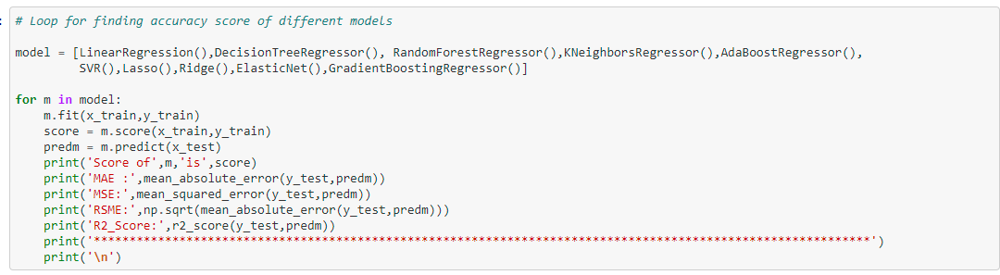 :
# Loop for finding accuracy score of different models
model = [LinearRegression(),DecisionTreeRegressor(), RandomForestRegressor(),KNeighborsRegressor(),AdaBoostRegressor(),
SVR(),Lasso(),Ridge(),ElasticNet(),GradientBoostingRegressor()]
for m in model:
m.fit(x_train,y_train)
score = m.score(x_train,y_train)
predm = m.predict(x_test)
print('Score of',m,'is',score)
print('MAE :',mean_absolute_error(y_test,predm))
print('MSE:',mean_squared_error(y_test,predm))
print('RSME:',np.sqrt(mean_absolute_error(y_test,predm)))
print('R2_Score:',r2_score(y_test,predm))
print('*************************************************************************************************************')
print('\n')